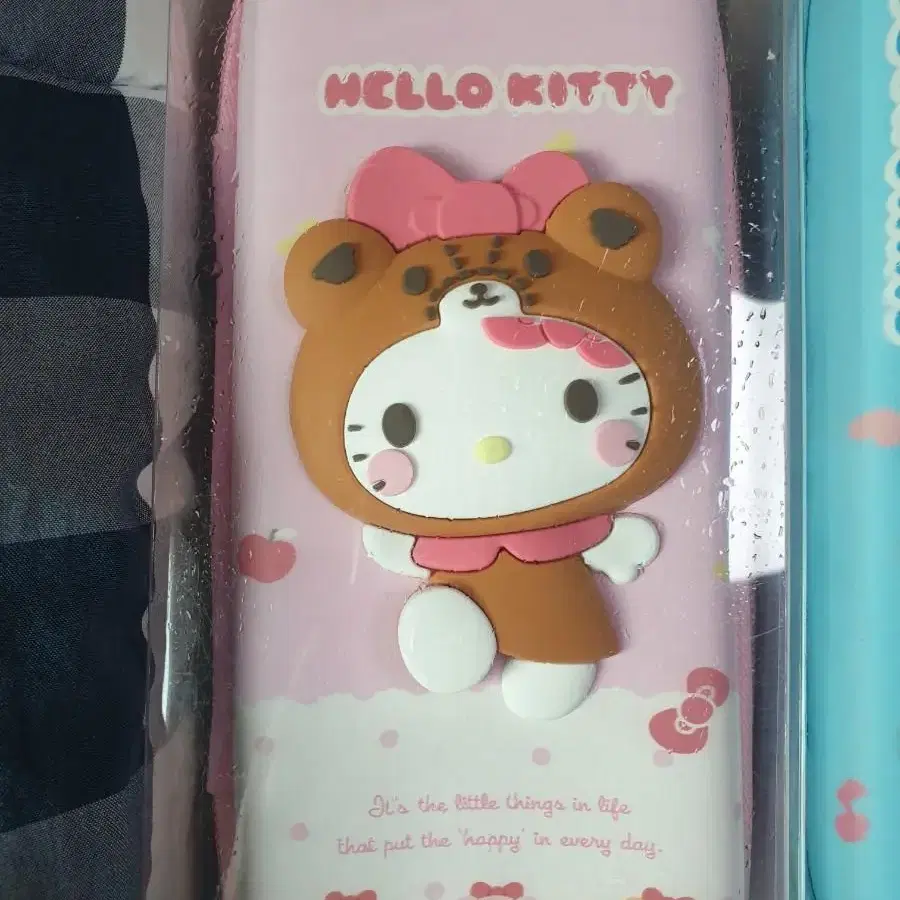 HELLO KITTY
It's the little things in life
that put the 'happy' in every day.